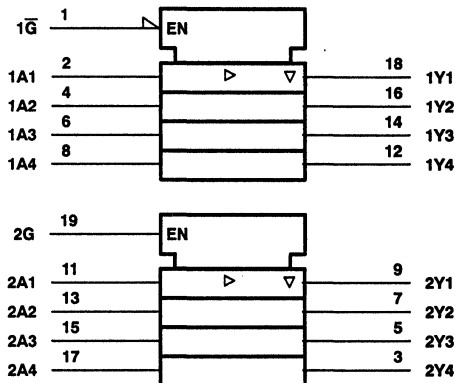 1G̅ 1 EN
1A1 2 18 1Y1
1A2 4 16 1Y2
1A3 6 14 1Y3
1A4 8 12 1Y4
2G 19 EN
2A1 11 9 2Y1
2A2 13 7 2Y2
2A3 15 5 2Y3
2A4 17 3 2Y4